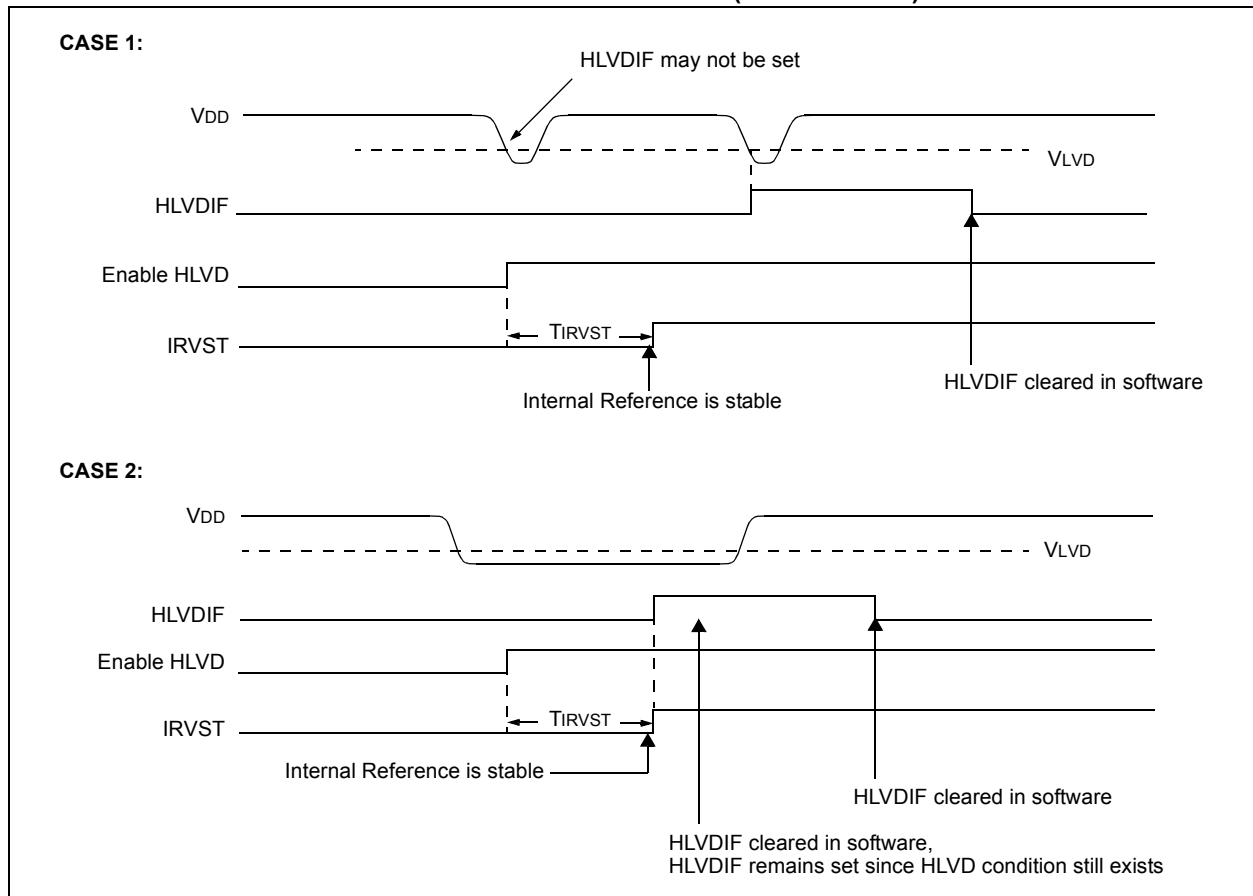 CASE 1:
HLVDIF may not be set
VDD
VLVD
HLVDIF
Enable HLVD
TIRVST
IRVST
HLVDIF cleared in software
Internal Reference is stable
CASE 2:
VDD
VLVD
HLVDIF
Enable HLVD
TIRVST
IRVST
Internal Reference is stable
HLVDIF cleared in software
HLVDIF cleared in software,
HLVDIF remains set since HLVD condition still exists